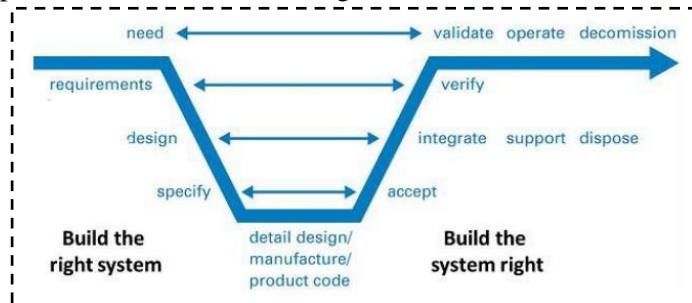 need validate operate decomission
requirements verify
design integrate support dispose
specify accept
Build the
right system
detail design/
manufacture/
product code
Build the
system right